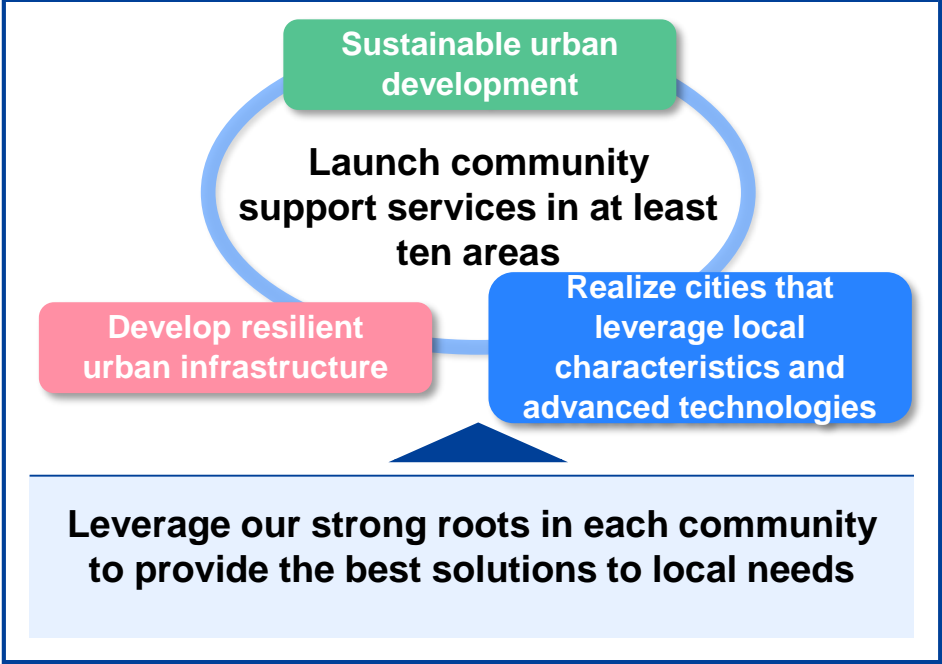 Sustainable urban
development
Launch community
support services in at least
ten areas
Develop resilient
urban infrastructure
Realize cities that
leverage local
characteristics and
advanced technologies
Leverage our strong roots in each community
to provide the best solutions to local needs